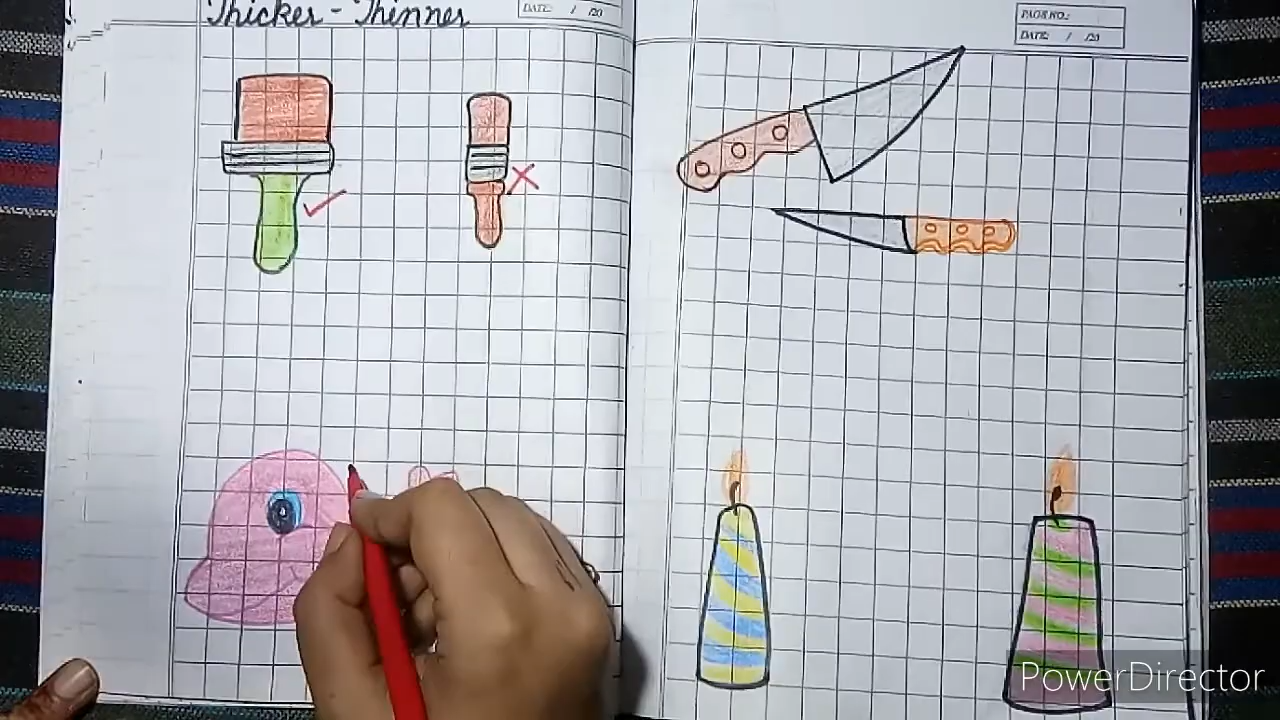 Thicker - Thinner
DATE: / /20
PAGE NO.:
DATE: / /20
PowerDirector